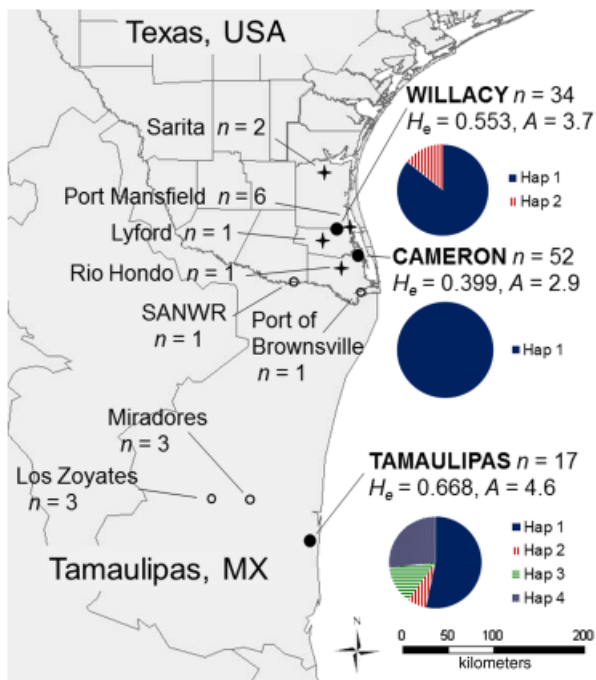 Texas, USA
WILLACY n = 34
He = 0.553, A = 3.7
Hap 1
Hap 2
Sarita n = 2
Port Mansfield n = 6
Lyford n = 1
Rio Hondo n = 1
SANWR
n = 1
Port of
Brownsville
n = 1
CAMERON n = 52
He = 0.399, A = 2.9
Hap 1
Miradores
n = 3
Los Zoyates
n = 3
TAMAULIPAS n = 17
He = 0.668, A = 4.6
Hap 1
Hap 2
Hap 3
Hap 4
Tamaulipas, MX
N
0 50 100 200
kilometers